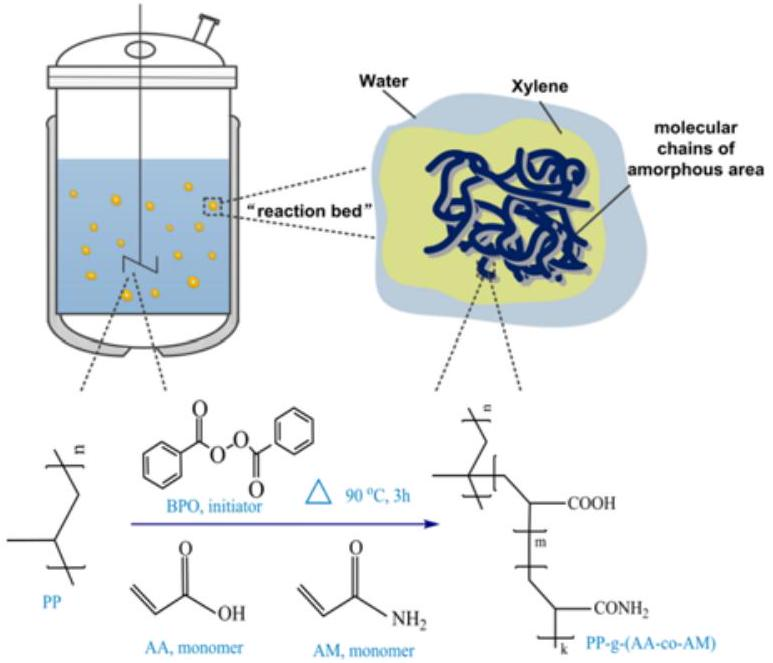 Water
Xylene
molecular
chains of
amorphous area
"reaction bed"
n
PP
O
O
O
O
BPO, initiator
△ 90 °C, 3h
O
OH
AA, monomer
O
NH₂
AM, monomer
n
COOH
m
CONH₂
k
PP-g-(AA-co-AM)